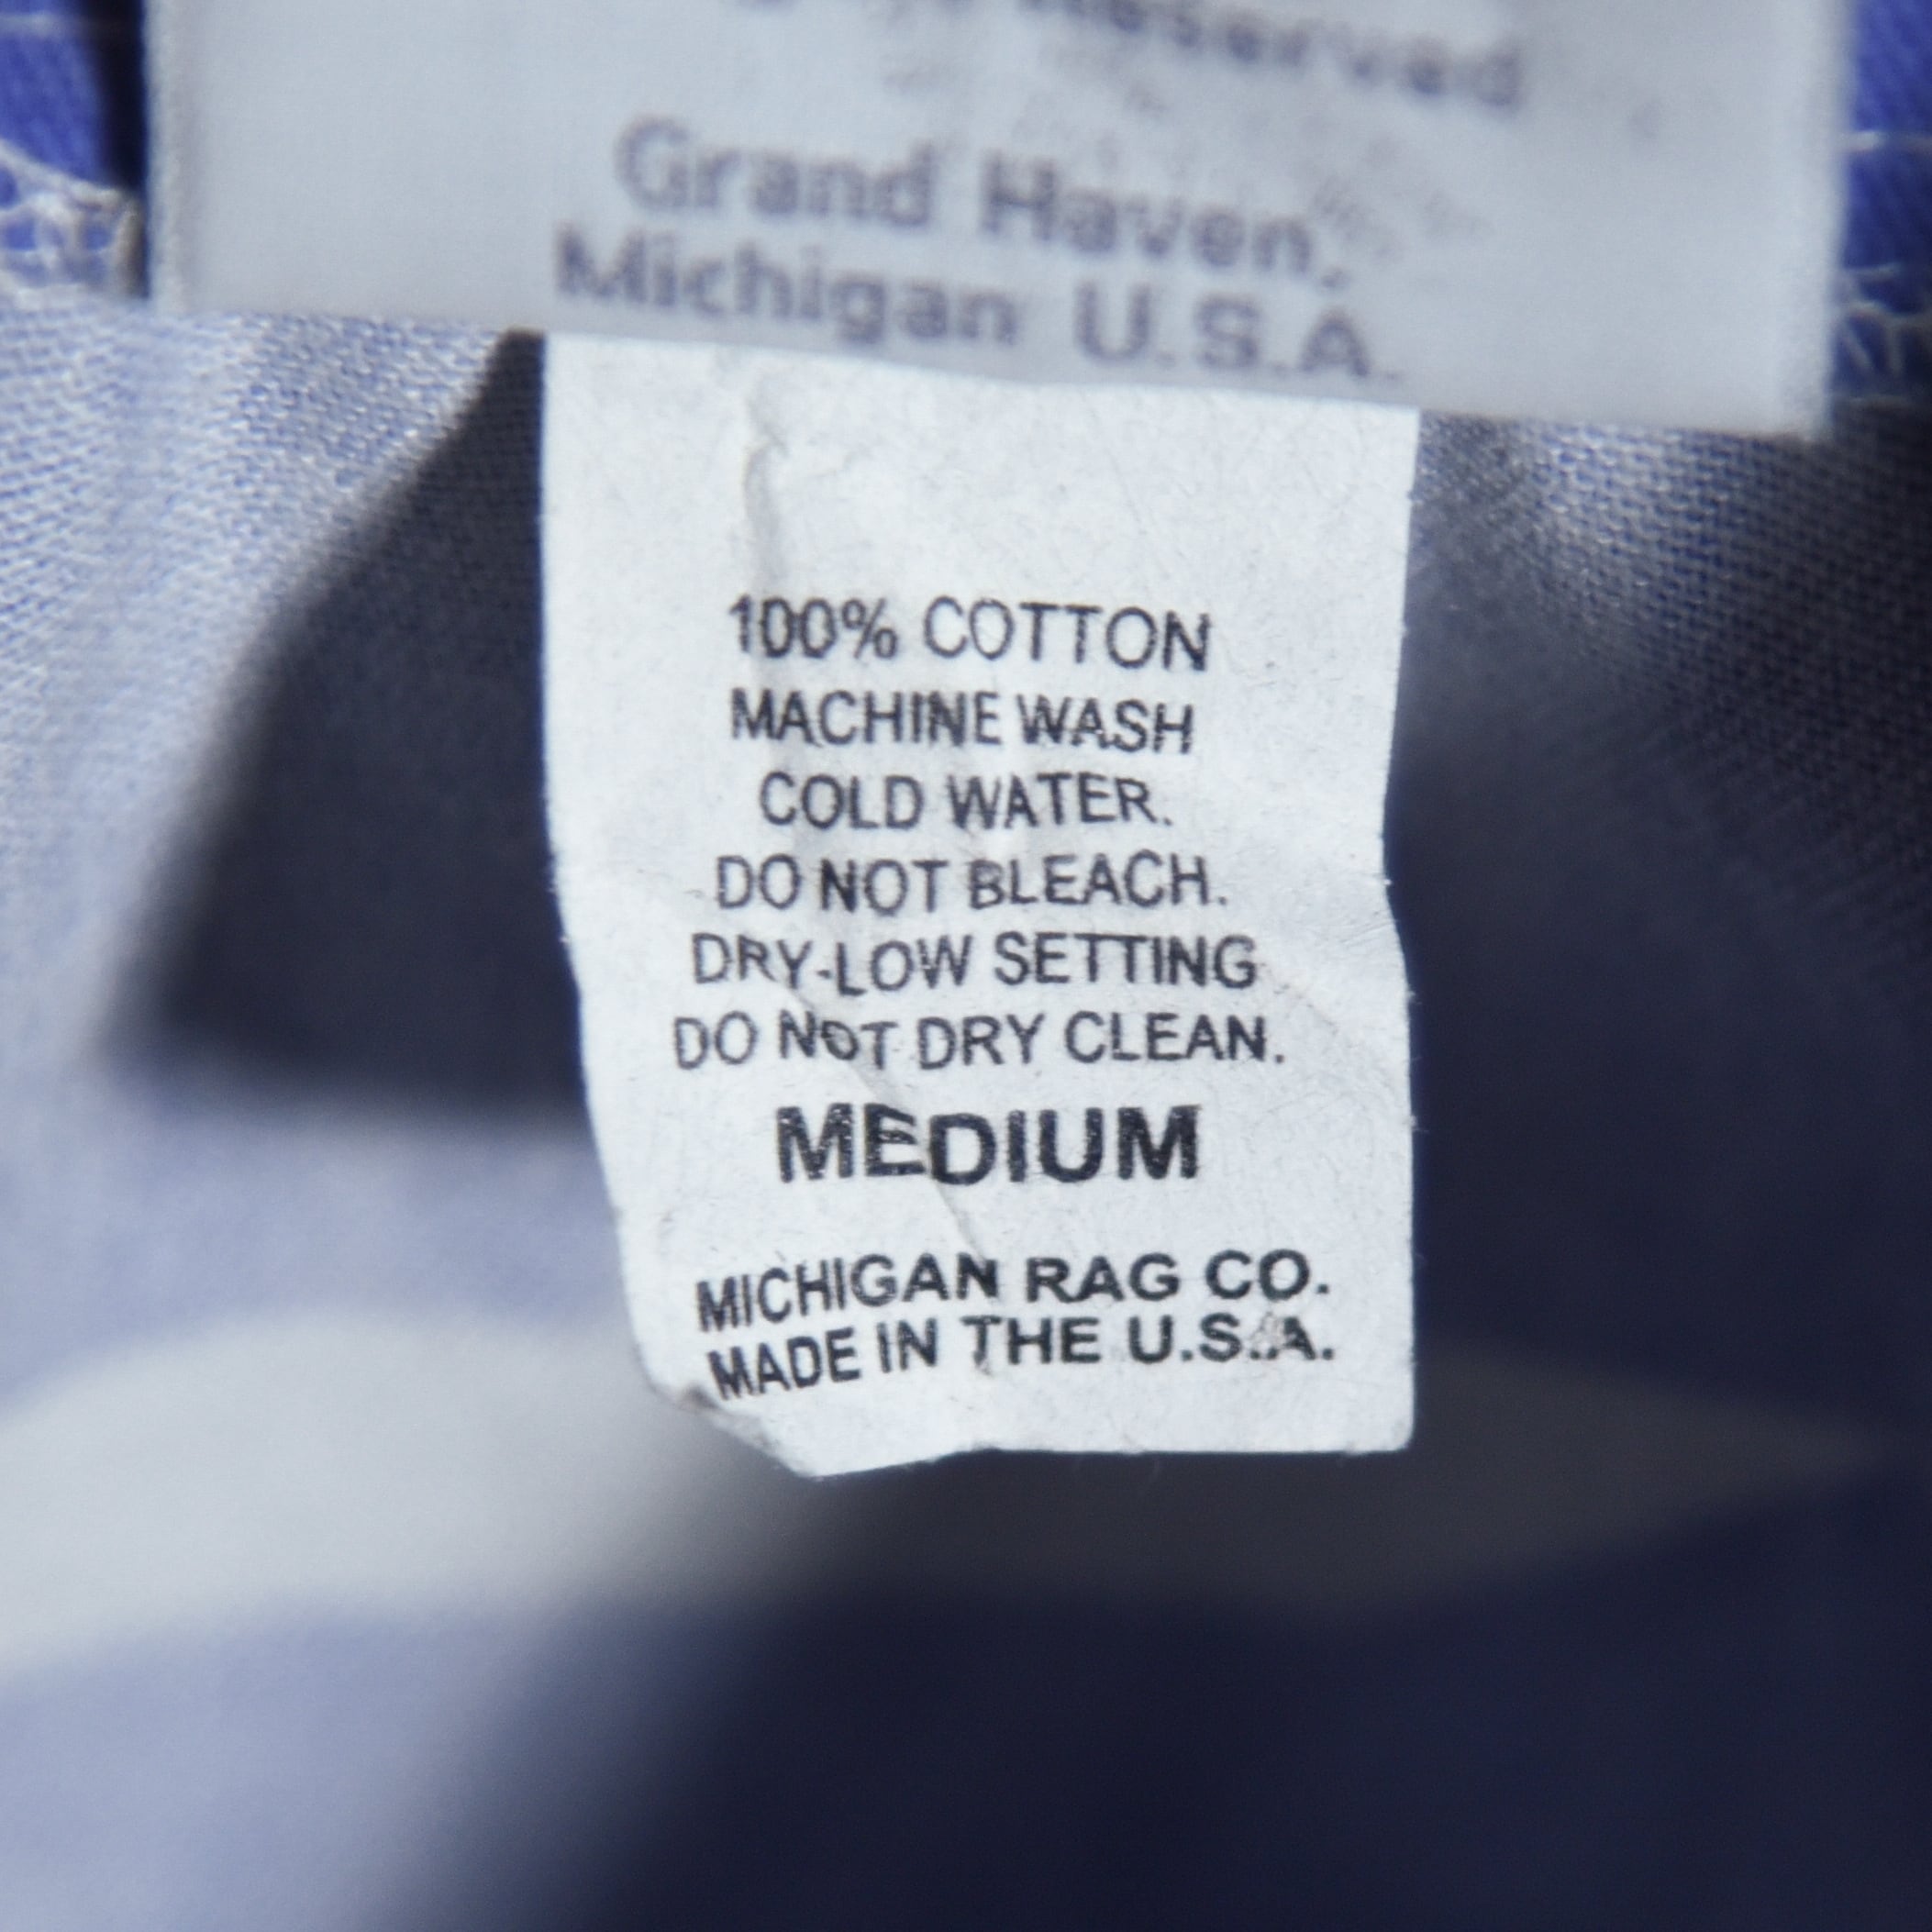 Reserved
Grand Haven,
Michigan U.S.A.
100% COTTON
MACHINE WASH
COLD WATER.
DO NOT BLEACH.
DRY-LOW SETTING
DO NOT DRY CLEAN.
MEDIUM
MICHIGAN RAG CO.
MADE IN THE U.S.A.